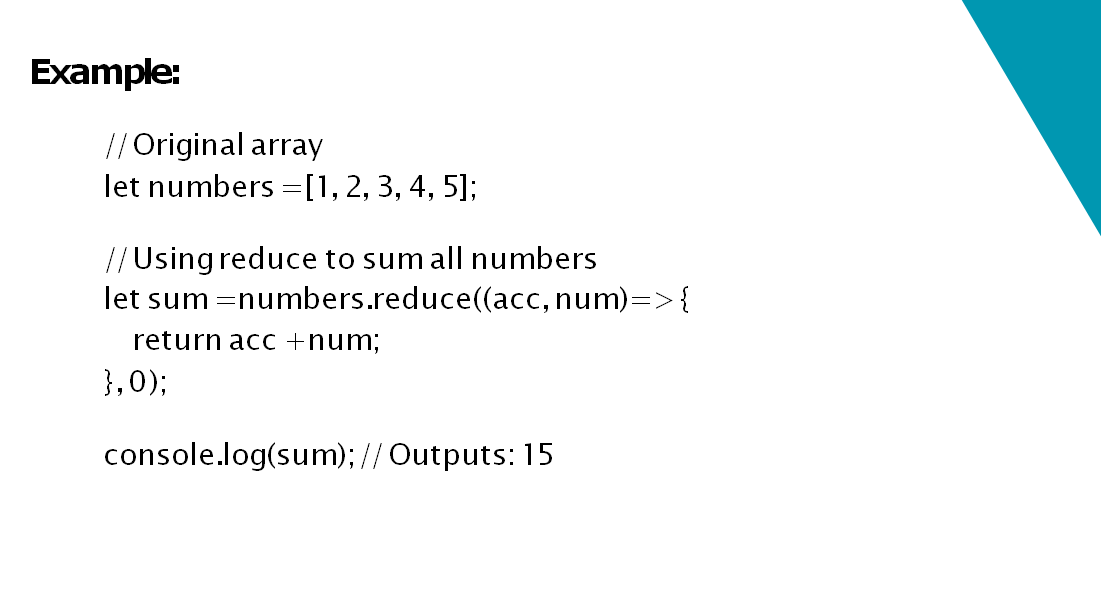 Example:
// Original array
let numbers = [1, 2, 3, 4, 5];
// Using reduce to sum all numbers
let sum = numbers.reduce((acc, num) => {
return acc + num;
}, 0);
console.log(sum); // Outputs: 15